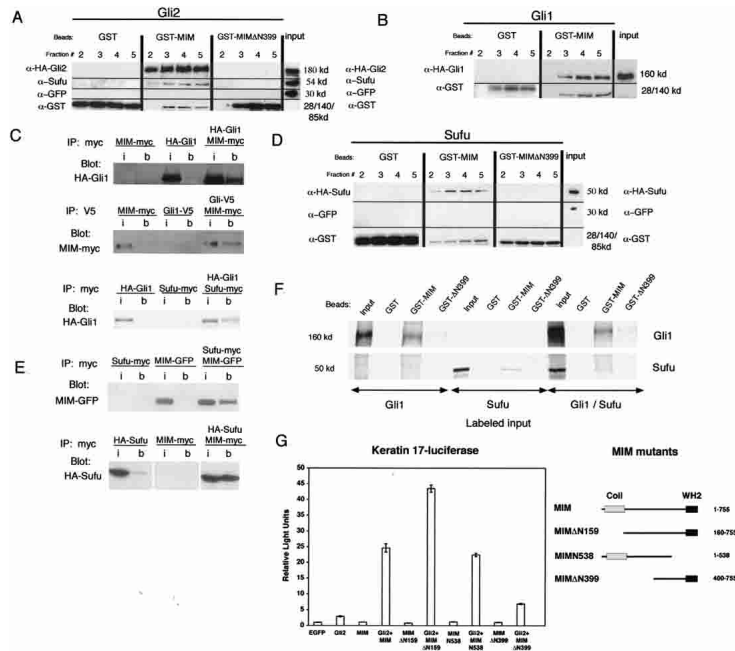 A
Gli2
Beads: GST GST-MIM GST-MIMΔN399 input
Fraction # 2 3 4 5 2 3 4 5 2 3 4 5
α-HA-Gli2 180 kd α-HA-Gli2
α-Sufu 54 kd α-Sufu
α-GFP 30 kd α-GFP
α-GST 28/140/85kd α-GST
B
Gli1
Beads: GST GST-MIM input
Fraction # 2 3 4 5 2 3 4 5
α-HA-Gli1 160 kd
α-GST 28/140 kd
C
IP: myc MIM-myc HA-Gli1 HA-Gli1 MIM-myc
i b i b i b
Blot:
HA-Gli1
IP: V5 MIM-myc Gli1-V5 Gli-V5 MIM-myc
i b i b i b
Blot:
MIM-myc
IP: myc HA-Gli1 Sufu-myc HA-Gli1 Sufu-myc
i b i b i b
Blot:
HA-Gli1
D
Sufu
Beads: GST GST-MIM GST-MIMΔN399 input
Fraction # 2 3 4 5 2 3 4 5 2 3 4 5
α-HA-Sufu 50 kd α-HA-Sufu
α-GFP 30 kd α-GFP
α-GST 28/140/85kd α-GST
E
IP: myc Sufu-myc MIM-GFP Sufu-myc MIM-GFP
i b i b i b
Blot:
MIM-GFP
IP: myc HA-Sufu MIM-myc HA-Sufu MIM-myc
i b i b i b
Blot:
HA-Sufu
F
Beads: Input GST GST-MIM GST-ΔN399 Input GST GST-MIM GST-ΔN399 Input GST GST-MIM GST-ΔN399
160 kd Gli1
50 kd Sufu
Gli1 Sufu Gli1 / Sufu
Labeled input
G
Keratin 17-luciferase
Relative Light Units
50
45
40
35
30
25
20
15
10
5
0
EGFP Gli2 MIM Gli2+ MIM MIM ΔN159 Gli2+ MIM ΔN159 MIM N538 Gli2+ MIM N538 MIM ΔN399 Gli2+ MIM ΔN399
MIM mutants
Coil WH2
MIM 1-755
MIMΔN159 160-755
MIMN538 1-538
MIMΔN399 400-755